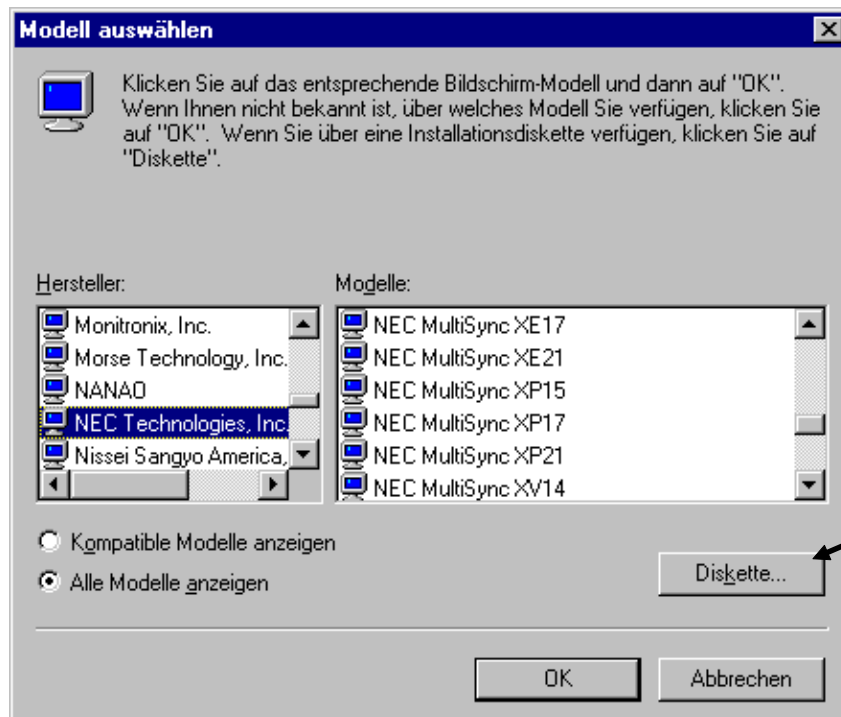 Modell auswählen
Klicken Sie auf das entsprechende Bildschirm-Modell und dann auf "OK".
Wenn Ihnen nicht bekannt ist, über welches Modell Sie verfügen, klicken Sie
auf "OK". Wenn Sie über eine Installationsdiskette verfügen, klicken Sie auf
"Diskette".
Hersteller:
Monitronix, Inc.
Morse Technology, Inc.
NANAO
NEC Technologies, Inc.
Nissei Sangyo America,
Modelle:
NEC MultiSync XE17
NEC MultiSync XE21
NEC MultiSync XP15
NEC MultiSync XP17
NEC MultiSync XP21
NEC MultiSync XV14
Kompatible Modelle anzeigen
Alle Modelle anzeigen
Diskette...
OK
Abbrechen